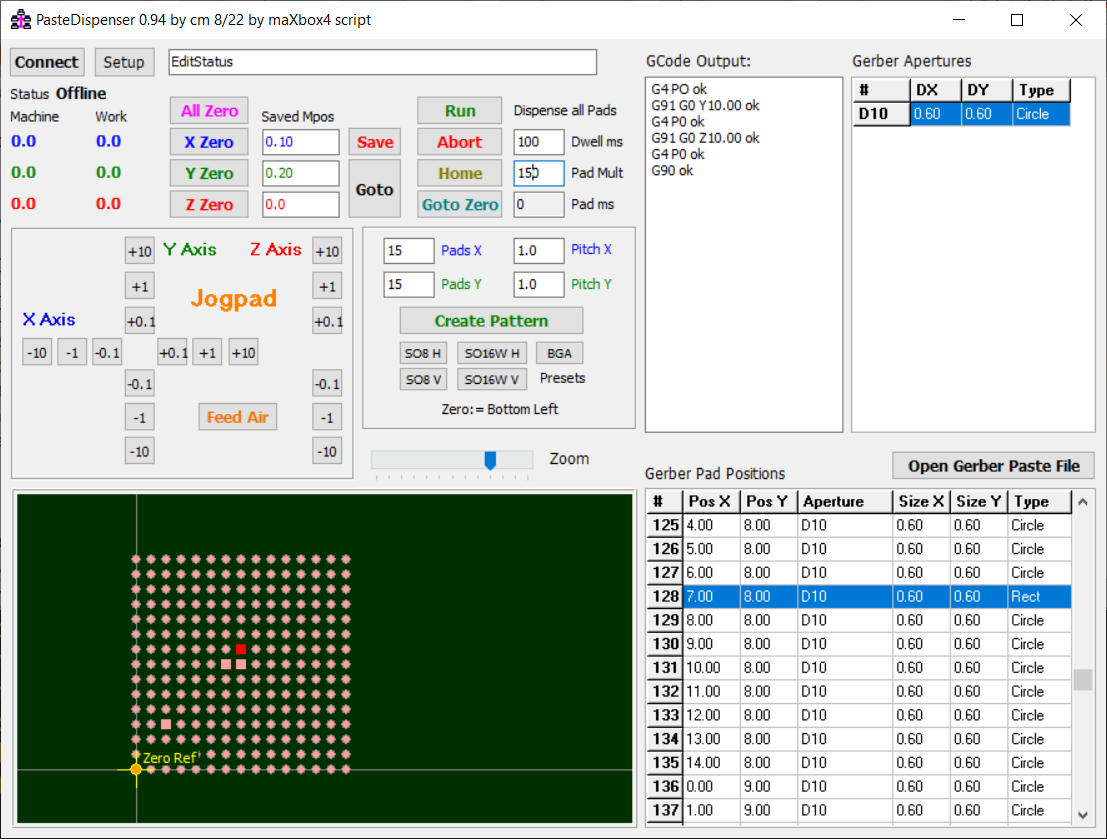 PasteDispenser 0.94 by cm 8/22 by maXbox4 script
Connect Setup EditStatus
Status Offline
Machine Work
0.0 0.0
0.0 0.0
0.0 0.0
All Zero
X Zero
Y Zero
Z Zero
Saved Mpos
0.10
0.20
0.0
Save
Goto
Run
Abort
Home
Goto Zero
Dispense all Pads
100 Dwell ms
150 Pad Mult
0 Pad ms
+10 Y Axis Z Axis +10
+1 +1
Jogpad
X Axis +0.1 +0.1
-10 -1 -0.1 +0.1 +1 +10
-0.1 -0.1
-1 Feed Air -1
-10 -10
15 Pads X 1.0 Pitch X
15 Pads Y 1.0 Pitch Y
Create Pattern
SO8 H SO16W H BGA
SO8 V SO16W V Presets
Zero:= Bottom Left
Zoom
GCode Output:
G4 P0 ok
G91 G0 Y10.00 ok
G4 P0 ok
G91 G0 Z10.00 ok
G4 P0 ok
G90 ok
Gerber Apertures
# DX DY Type
D10 0.60 0.60 Circle
Zero Ref
Gerber Pad Positions Open Gerber Paste File
# Pos X Pos Y Aperture Size X Size Y Type
125 4.00 8.00 D10 0.60 0.60 Circle
126 5.00 8.00 D10 0.60 0.60 Circle
127 6.00 8.00 D10 0.60 0.60 Circle
128 7.00 8.00 D10 0.60 0.60 Rect
129 8.00 8.00 D10 0.60 0.60 Circle
130 9.00 8.00 D10 0.60 0.60 Circle
131 10.00 8.00 D10 0.60 0.60 Circle
132 11.00 8.00 D10 0.60 0.60 Circle
133 12.00 8.00 D10 0.60 0.60 Circle
134 13.00 8.00 D10 0.60 0.60 Circle
135 14.00 8.00 D10 0.60 0.60 Circle
136 0.00 9.00 D10 0.60 0.60 Circle
137 1.00 9.00 D10 0.60 0.60 Circle